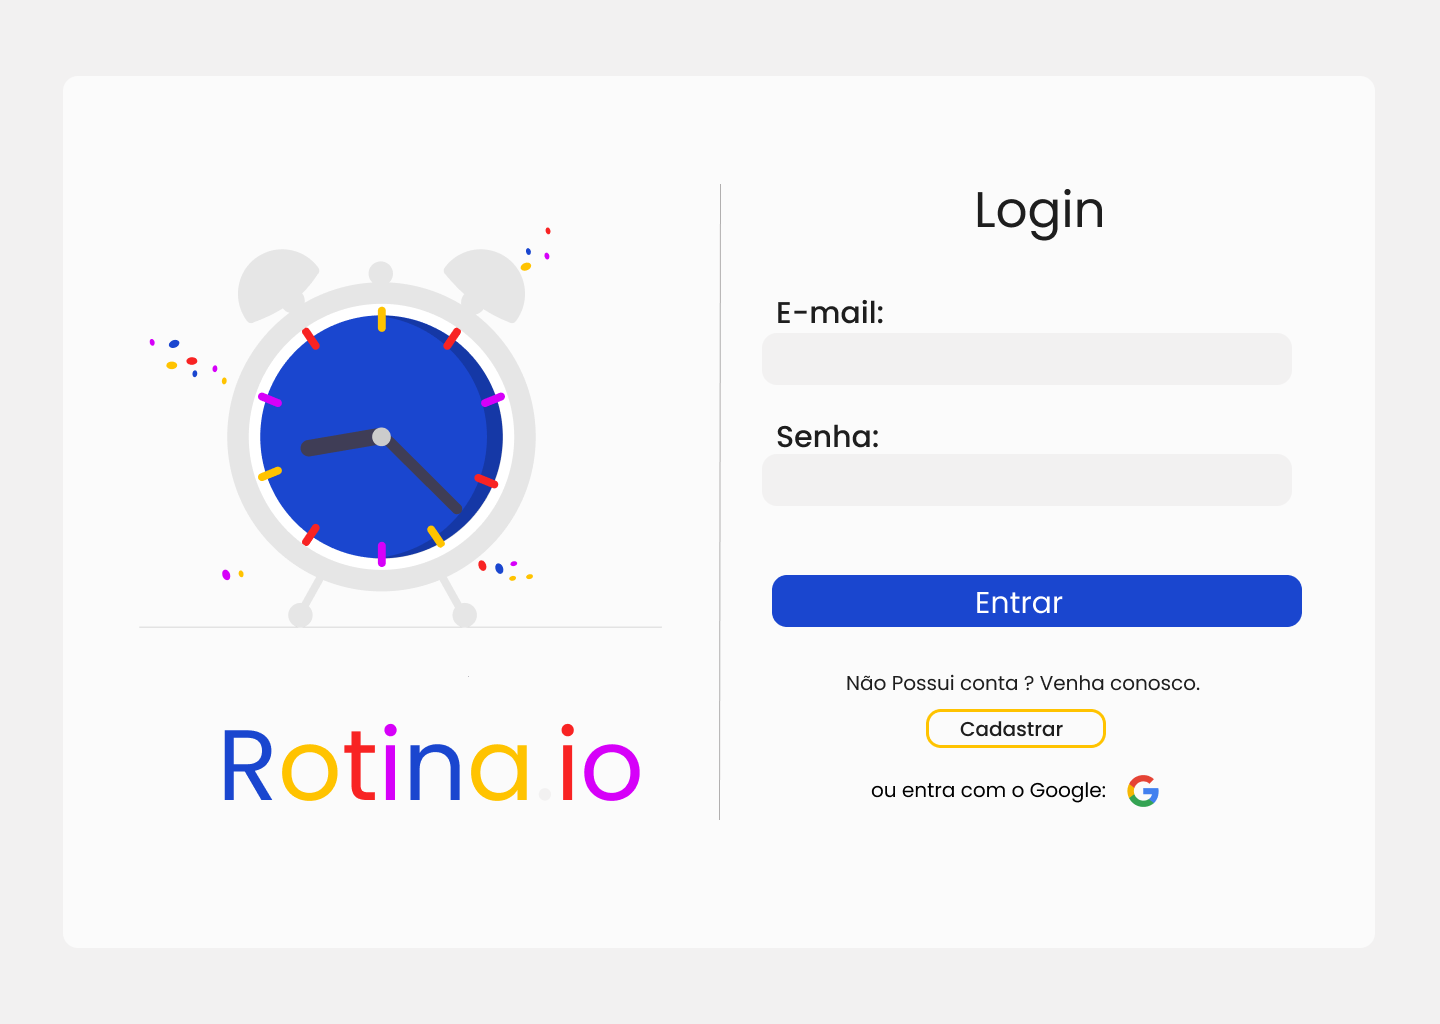 Rotina.io
Login
E-mail:
Senha:
Entrar
Não Possui conta ? Venha conosco.
Cadastrar
ou entra com o Google: